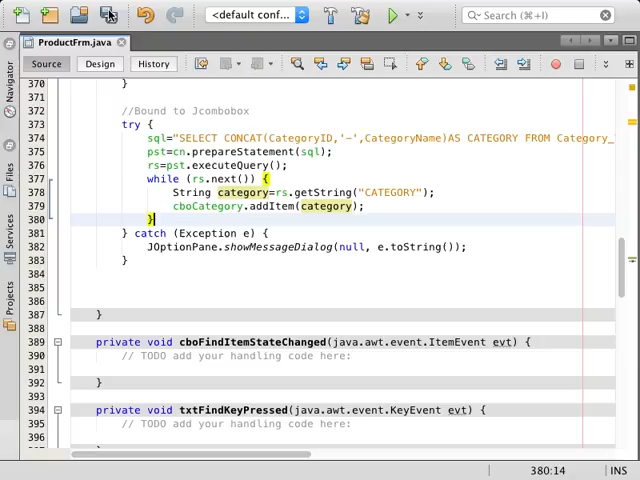 <default conf...
Search (⌘+I)
ProductFrm.java
Source
Design
History
Navigator
Files
Services
Projects
370 }
371
372 //Bound to Jcombobox
373 try {
374 sql="SELECT CONCAT(CategoryID,'-',CategoryName)AS CATEGORY FROM Category_
375 pst=cn.prepareStatement(sql);
376 rs=pst.executeQuery();
377 while (rs.next()) {
378 String category=rs.getString("CATEGORY");
379 cboCategory.addItem(category);
380 }
381 } catch (Exception e) {
382 JOptionPane.showMessageDialog(null, e.toString());
383 }
384
385
386
387 }
388
389 private void cboFindItemStateChanged(java.awt.event.ItemEvent evt) {
390 // TODO add your handling code here:
391
392 }
393
394 private void txtFindKeyPressed(java.awt.event.KeyEvent evt) {
395 // TODO add your handling code here:
396
380:14
INS